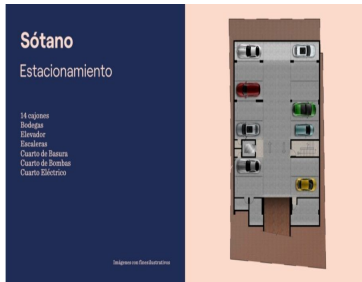 Sótano
Estacionamiento
14 cajones
Bodegas
Elevador
Escaleras
Cuarto de Basura
Cuarto de Bombas
Cuarto Eléctrico
Imágenes con fines ilustrativos